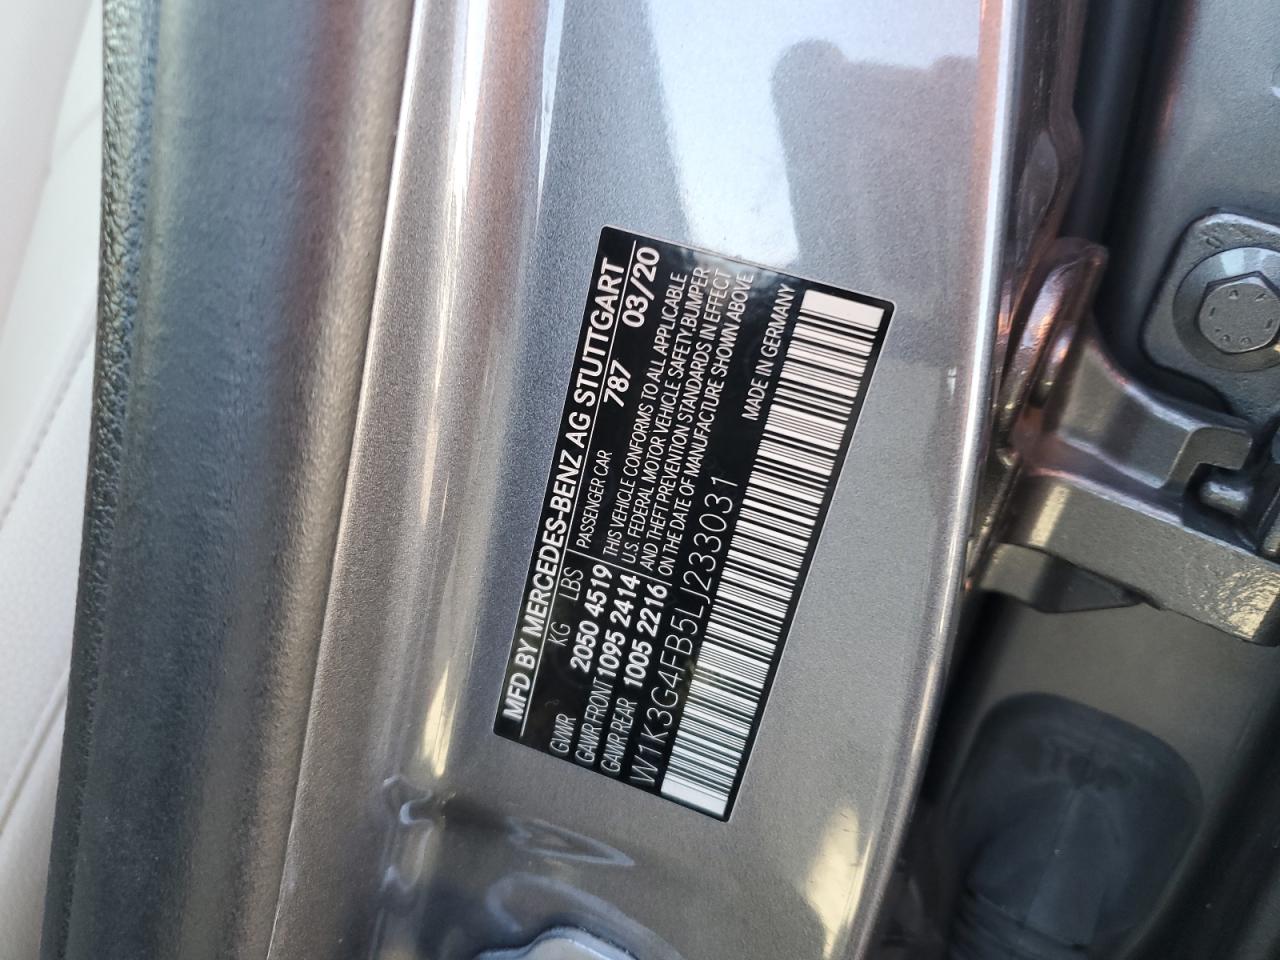 MFD BY MERCEDES-BENZ AG STUTTGART
KG LBS PASSENGER CAR 787 03/20
GVWR 2050 4519 THIS VEHICLE CONFORMS TO ALL APPLICABLE
GAWR FRONT 1095 2414 U.S. FEDERAL MOTOR VEHICLE SAFETY,BUMPER
GAWR REAR 1005 2216 AND THEFT PREVENTION STANDARDS IN EFFECT
ON THE DATE OF MANUFACTURE SHOWN ABOVE
W1K3G4FB5LJ233031 MADE IN GERMANY